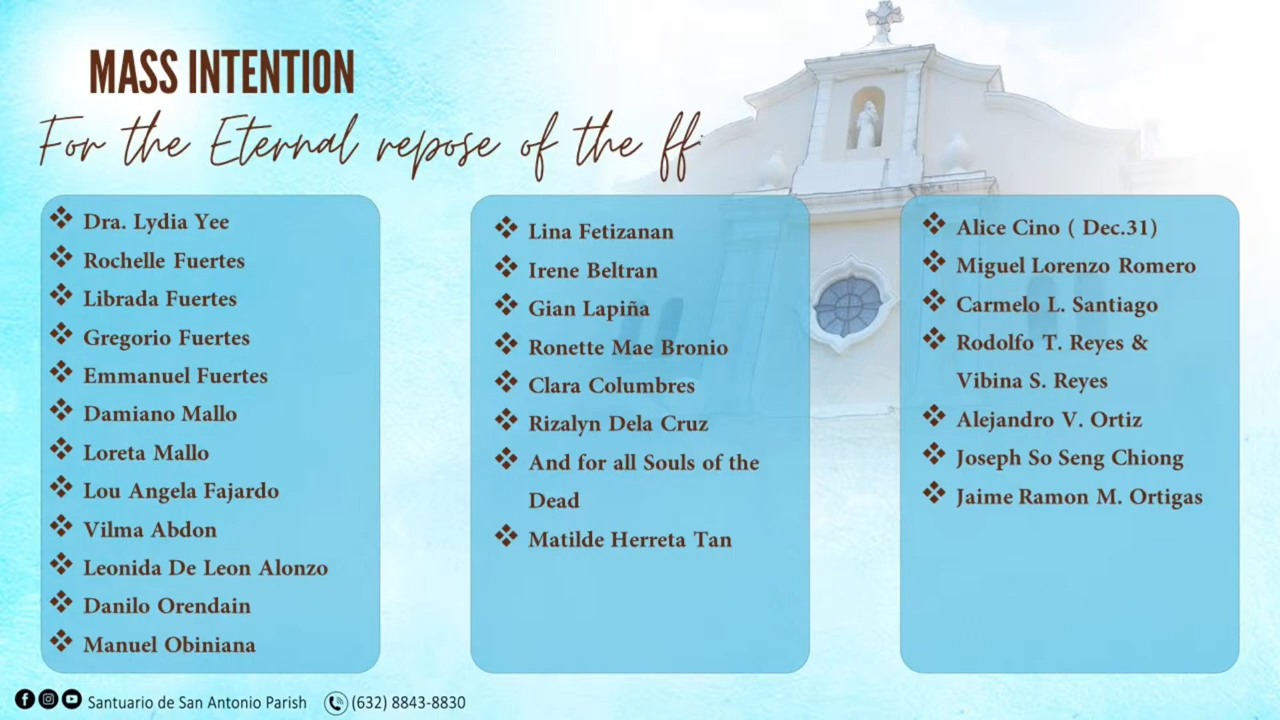 MASS INTENTION
For the Eternal repose of the ff:
Dra. Lydia Yee
Rochelle Fuertes
Librada Fuertes
Gregorio Fuertes
Emmanuel Fuertes
Damiano Mallo
Loreta Mallo
Lou Angela Fajardo
Vilma Abdon
Leonida De Leon Alonzo
Danilo Orendain
Manuel Obiniana
Lina Fetizanan
Irene Beltran
Gian Lapiña
Ronette Mae Bronio
Clara Columbres
Rizalyn Dela Cruz
And for all Souls of the
Dead
Matilde Herreta Tan
Alice Cino ( Dec.31)
Miguel Lorenzo Romero
Carmelo L. Santiago
Rodolfo T. Reyes &
Vibina S. Reyes
Alejandro V. Ortiz
Joseph So Seng Chiong
Jaime Ramon M. Ortigas
Santuario de San Antonio Parish (632) 8843-8830